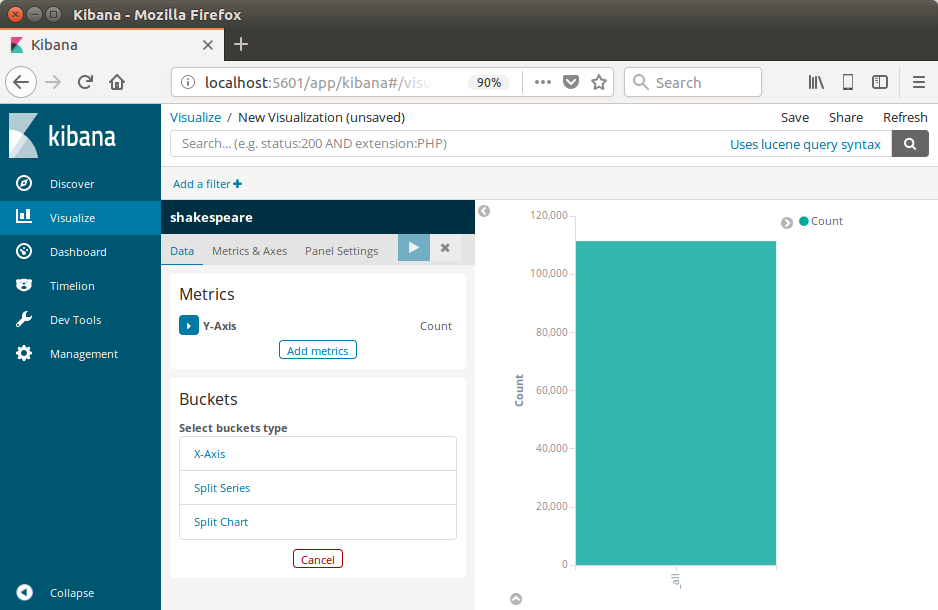 Kibana - Mozilla Firefox
Kibana
localhost:5601/app/kibana#/visu
90%
Search
kibana
Discover
Visualize
Dashboard
Timelion
Dev Tools
Management
Collapse
Visualize / New Visualization (unsaved)
Save Share Refresh
Search... (e.g. status:200 AND extension:PHP)
Uses lucene query syntax
Add a filter
shakespeare
Data Metrics & Axes Panel Settings
Metrics
Y-Axis Count
Add metrics
Buckets
Select buckets type
X-Axis
Split Series
Split Chart
Cancel
120,000
100,000
80,000
60,000
40,000
20,000
0
Count
_all
Count